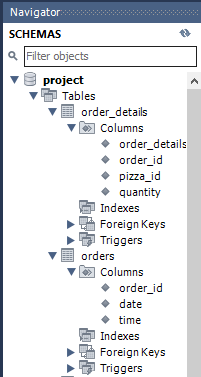 Navigator
SCHEMAS
Filter objects
project
Tables
order_details
Columns
order_details
order_id
pizza_id
quantity
Indexes
Foreign Keys
Triggers
orders
Columns
order_id
date
time
Indexes
Foreign Keys
Triggers